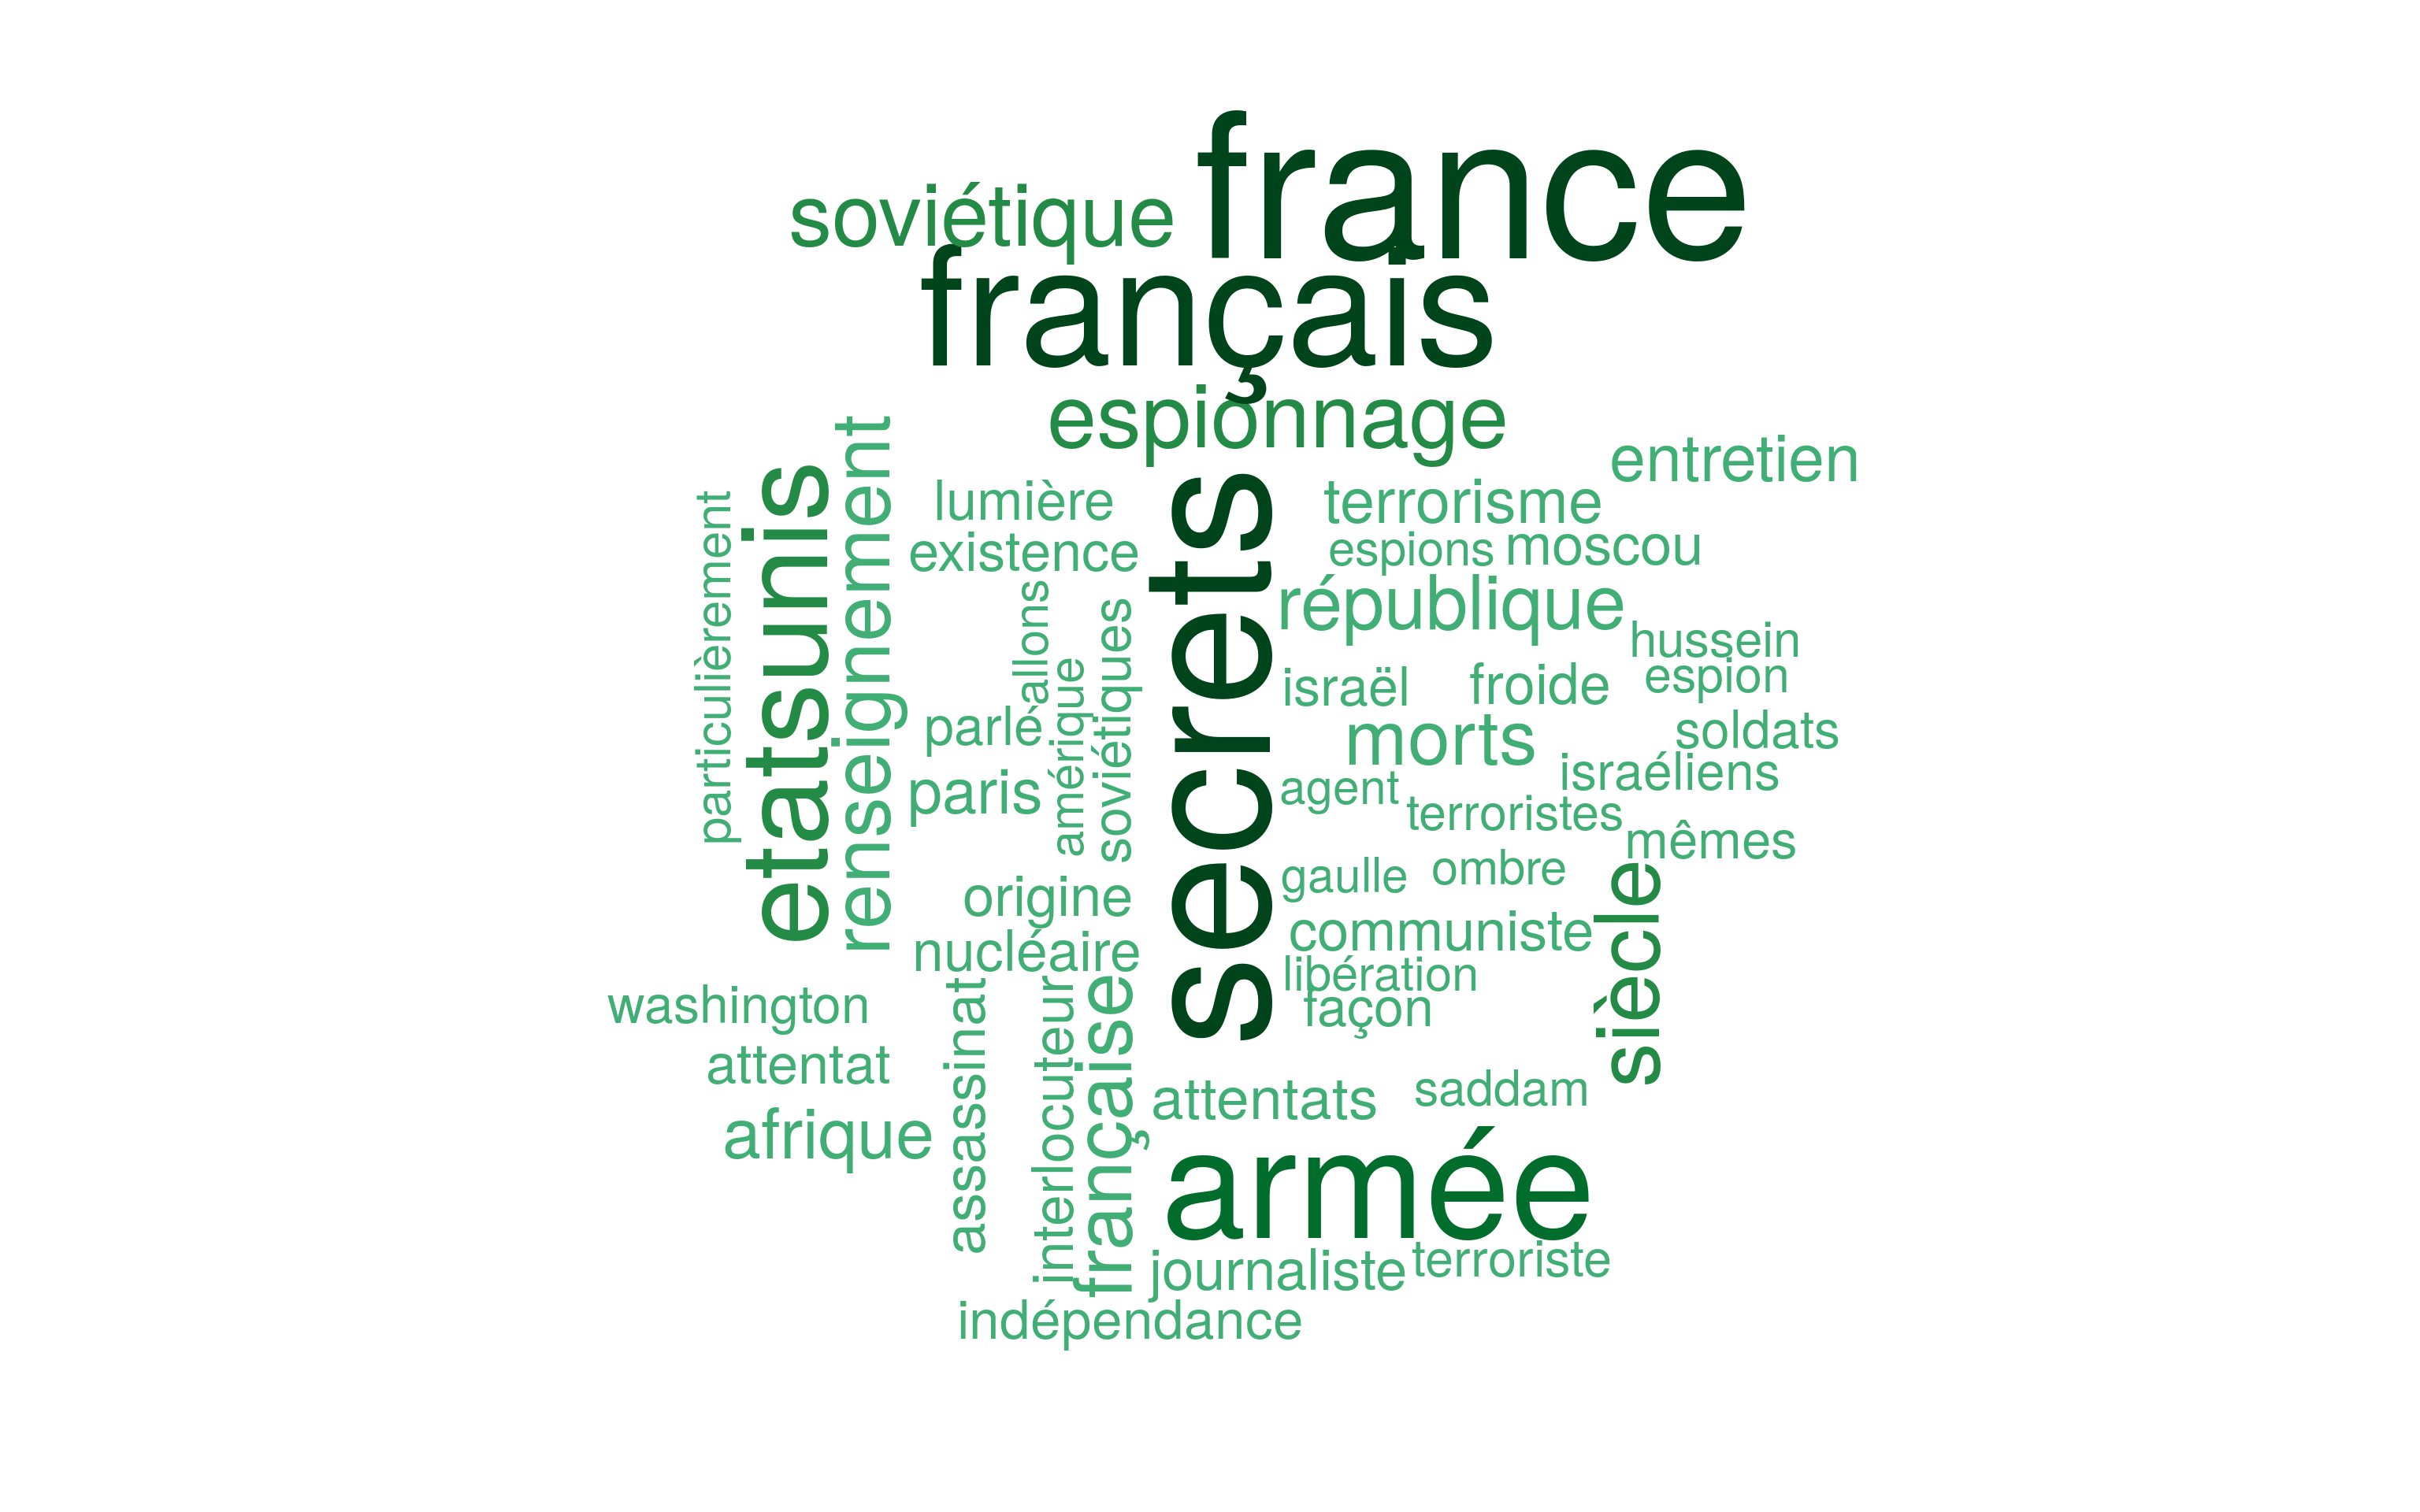 france
soviétique
français
espionnage
entretien
renseignement
etatsunis
particulièrement
lumière
terrorisme
existence
espions
moscou
secrets
république
allons
soviétiques
hussein
amérique
israël
froide
espion
parlé
morts
soldats
paris
agent
israéliens
terroristes
mêmes
origine
gaulle
ombre
siècle
nucléaire
communiste
libération
washington
façon
assassinat
interlocuteur
française
attentat
attentats
saddam
afrique
armée
journaliste
terroriste
indépendance